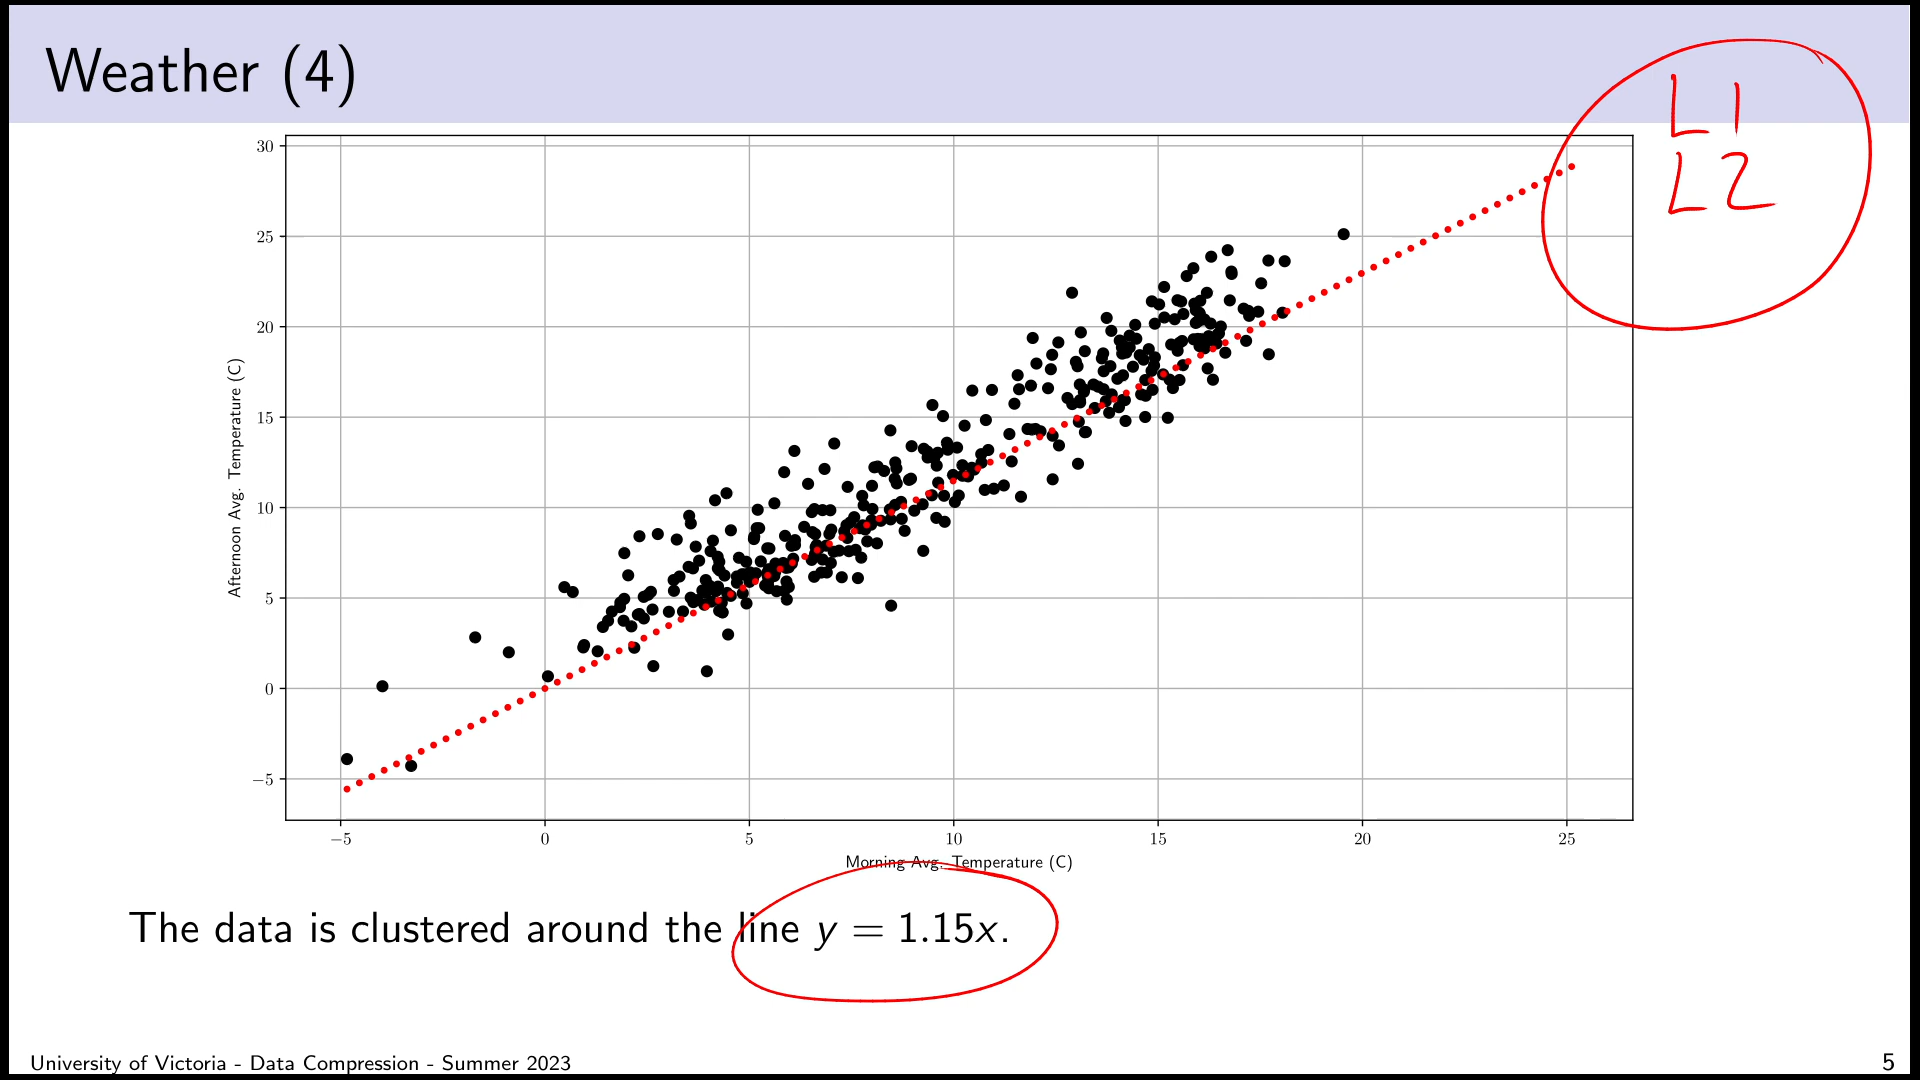 Weather (4)
L1
L2
30
25
20
15
10
5
0
−5
Afternoon Avg. Temperature (C)
−5 0 5 10 15 20 25
Morning Avg. Temperature (C)
The data is clustered around the line y = 1.15x.
University of Victoria - Data Compression - Summer 2023 5